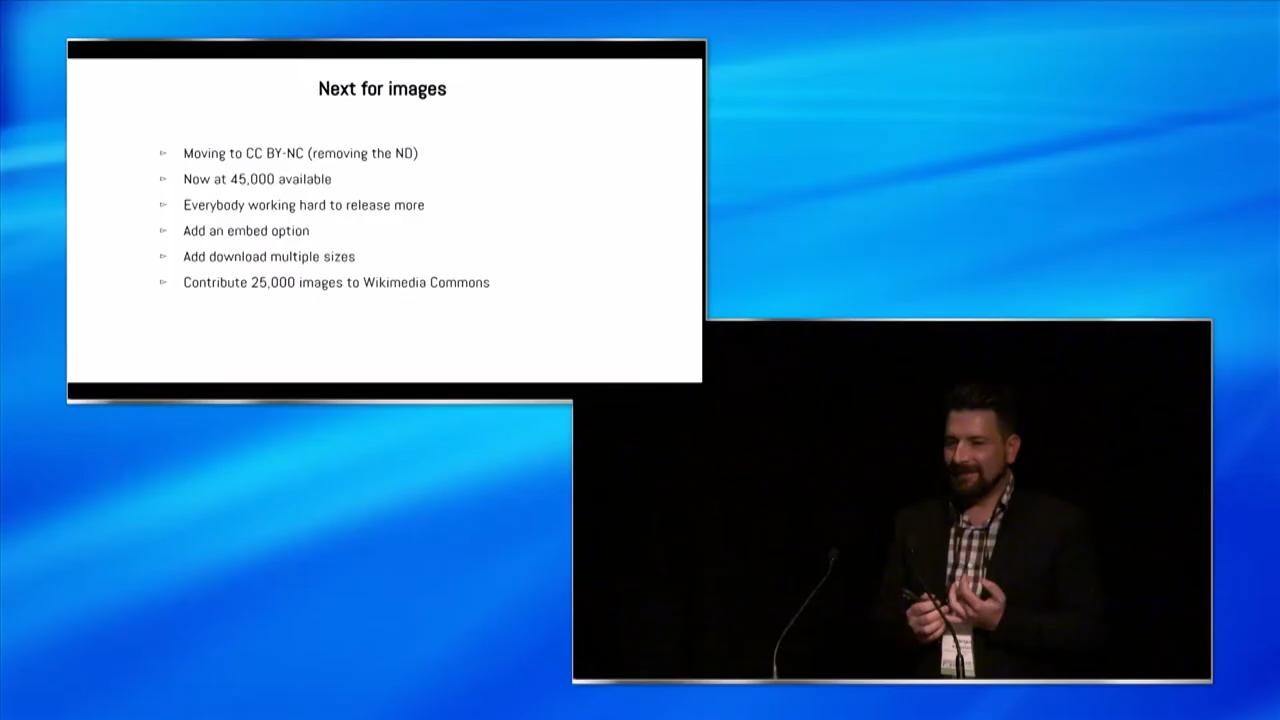 Next for images
▻ Moving to CC BY-NC (removing the ND)
▻ Now at 45,000 available
▻ Everybody working hard to release more
▻ Add an embed option
▻ Add download multiple sizes
▻ Contribute 25,000 images to Wikimedia Commons